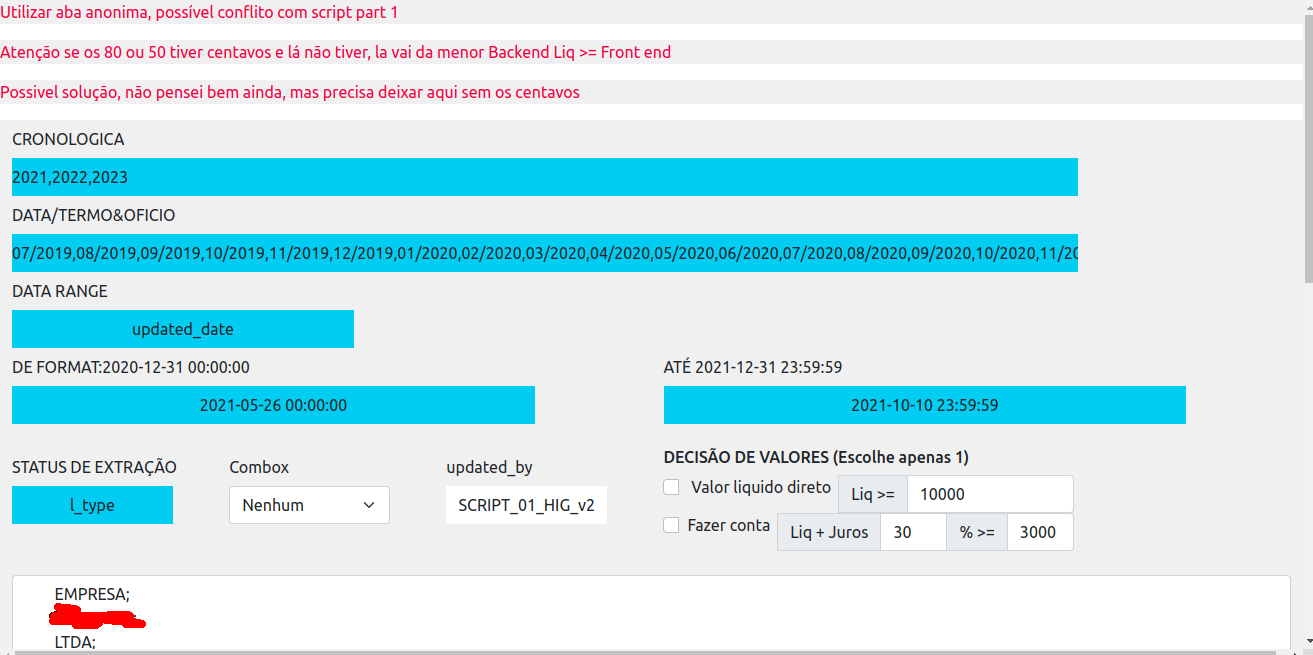 Utilizar aba anonima, possível conflito com script part 1
Atenção se os 80 ou 50 tiver centavos e lá não tiver, la vai da menor Backend Liq >= Front end
Possivel solução, não pensei bem ainda, mas precisa deixar aqui sem os centavos
CRONOLOGICA
2021,2022,2023
DATA/TERMO&OFICIO
07/2019,08/2019,09/2019,10/2019,11/2019,12/2019,01/2020,02/2020,03/2020,04/2020,05/2020,06/2020,07/2020,08/2020,09/2020,10/2020,11/20
DATA RANGE
updated_date
DE FORMAT:2020-12-31 00:00:00
ATÉ 2021-12-31 23:59:59
2021-05-26 00:00:00
2021-10-10 23:59:59
STATUS DE EXTRAÇÃO
Combox
updated_by
DECISÃO DE VALORES (Escolhe apenas 1)
l_type
Nenhum
SCRIPT_01_HIG_v2
Valor liquido direto
Liq >=
10000
Fazer conta
Liq + Juros
30
% >=
3000
EMPRESA;
LTDA;